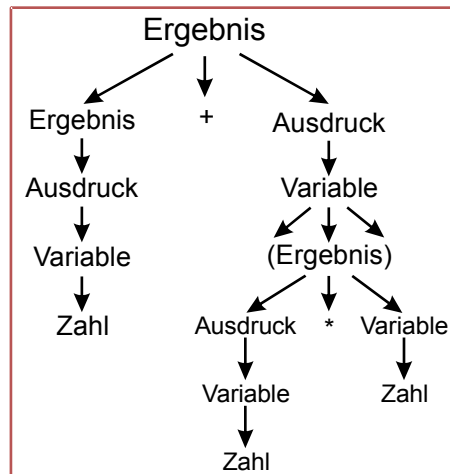 Ergebnis
Ergebnis + Ausdruck
Ausdruck Variable
Variable (Ergebnis)
Zahl Ausdruck * Variable
Variable Zahl
Zahl